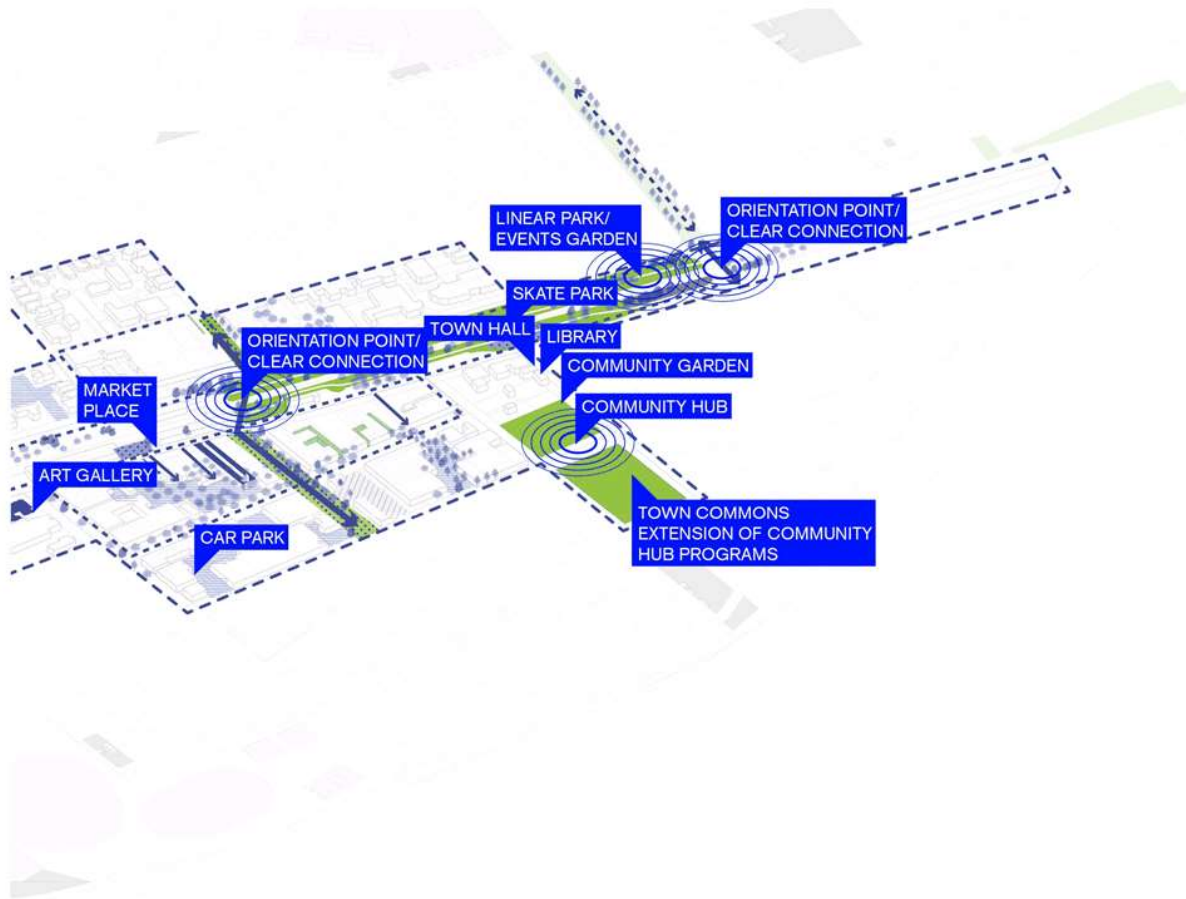 LINEAR PARK/
EVENTS GARDEN
ORIENTATION POINT/
CLEAR CONNECTION
SKATE PARK
TOWN HALL
LIBRARY
ORIENTATION POINT/
CLEAR CONNECTION
COMMUNITY GARDEN
MARKET
PLACE
COMMUNITY HUB
ART GALLERY
TOWN COMMONS
EXTENSION OF COMMUNITY
HUB PROGRAMS
CAR PARK